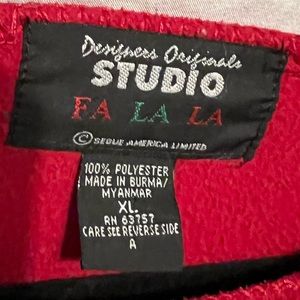 Designers Originals
STUDIO
FA LA LA
© SEQUE AMERICA LIMITED
100% POLYESTER
MADE IN BURMA/
MYANMAR
XL
RN 63757
CARE SEE REVERSE SIDE
A